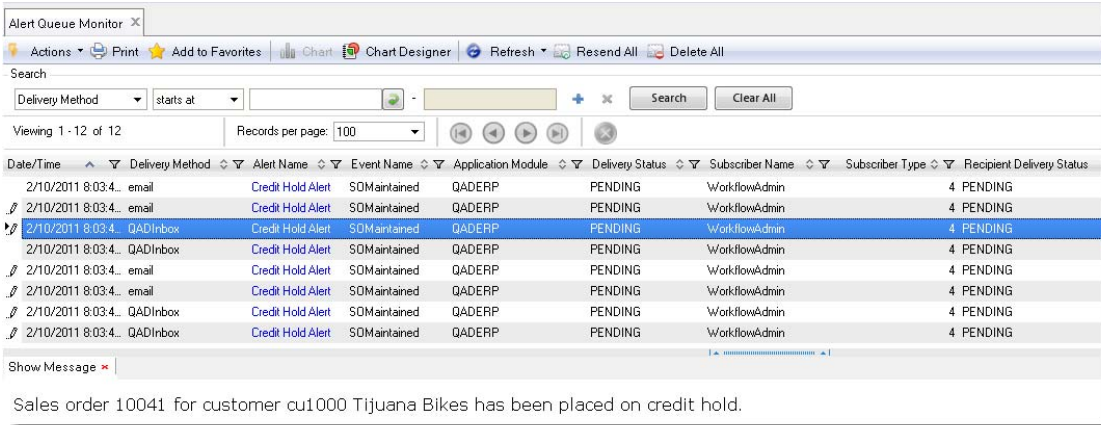 Alert Queue Monitor
Actions Print Add to Favorites Chart Chart Designer Refresh Resend All Delete All
Search
Delivery Method starts at - Search Clear All
Viewing 1 - 12 of 12 Records per page: 100
Date/Time Delivery Method Alert Name Event Name Application Module Delivery Status Subscriber Name Subscriber Type Recipient Delivery Status
2/10/2011 8:03:4... email Credit Hold Alert SOMaintained QADERP PENDING WorkflowAdmin 4 PENDING
2/10/2011 8:03:4... email Credit Hold Alert SOMaintained QADERP PENDING WorkflowAdmin 4 PENDING
2/10/2011 8:03:4... QADInbox Credit Hold Alert SOMaintained QADERP PENDING WorkflowAdmin 4 PENDING
2/10/2011 8:03:4... QADInbox Credit Hold Alert SOMaintained QADERP PENDING WorkflowAdmin 4 PENDING
2/10/2011 8:03:4... email Credit Hold Alert SOMaintained QADERP PENDING WorkflowAdmin 4 PENDING
2/10/2011 8:03:4... email Credit Hold Alert SOMaintained QADERP PENDING WorkflowAdmin 4 PENDING
2/10/2011 8:03:4... QADInbox Credit Hold Alert SOMaintained QADERP PENDING WorkflowAdmin 4 PENDING
2/10/2011 8:03:4... QADInbox Credit Hold Alert SOMaintained QADERP PENDING WorkflowAdmin 4 PENDING
Show Message
Sales order 10041 for customer cu1000 Tijuana Bikes has been placed on credit hold.